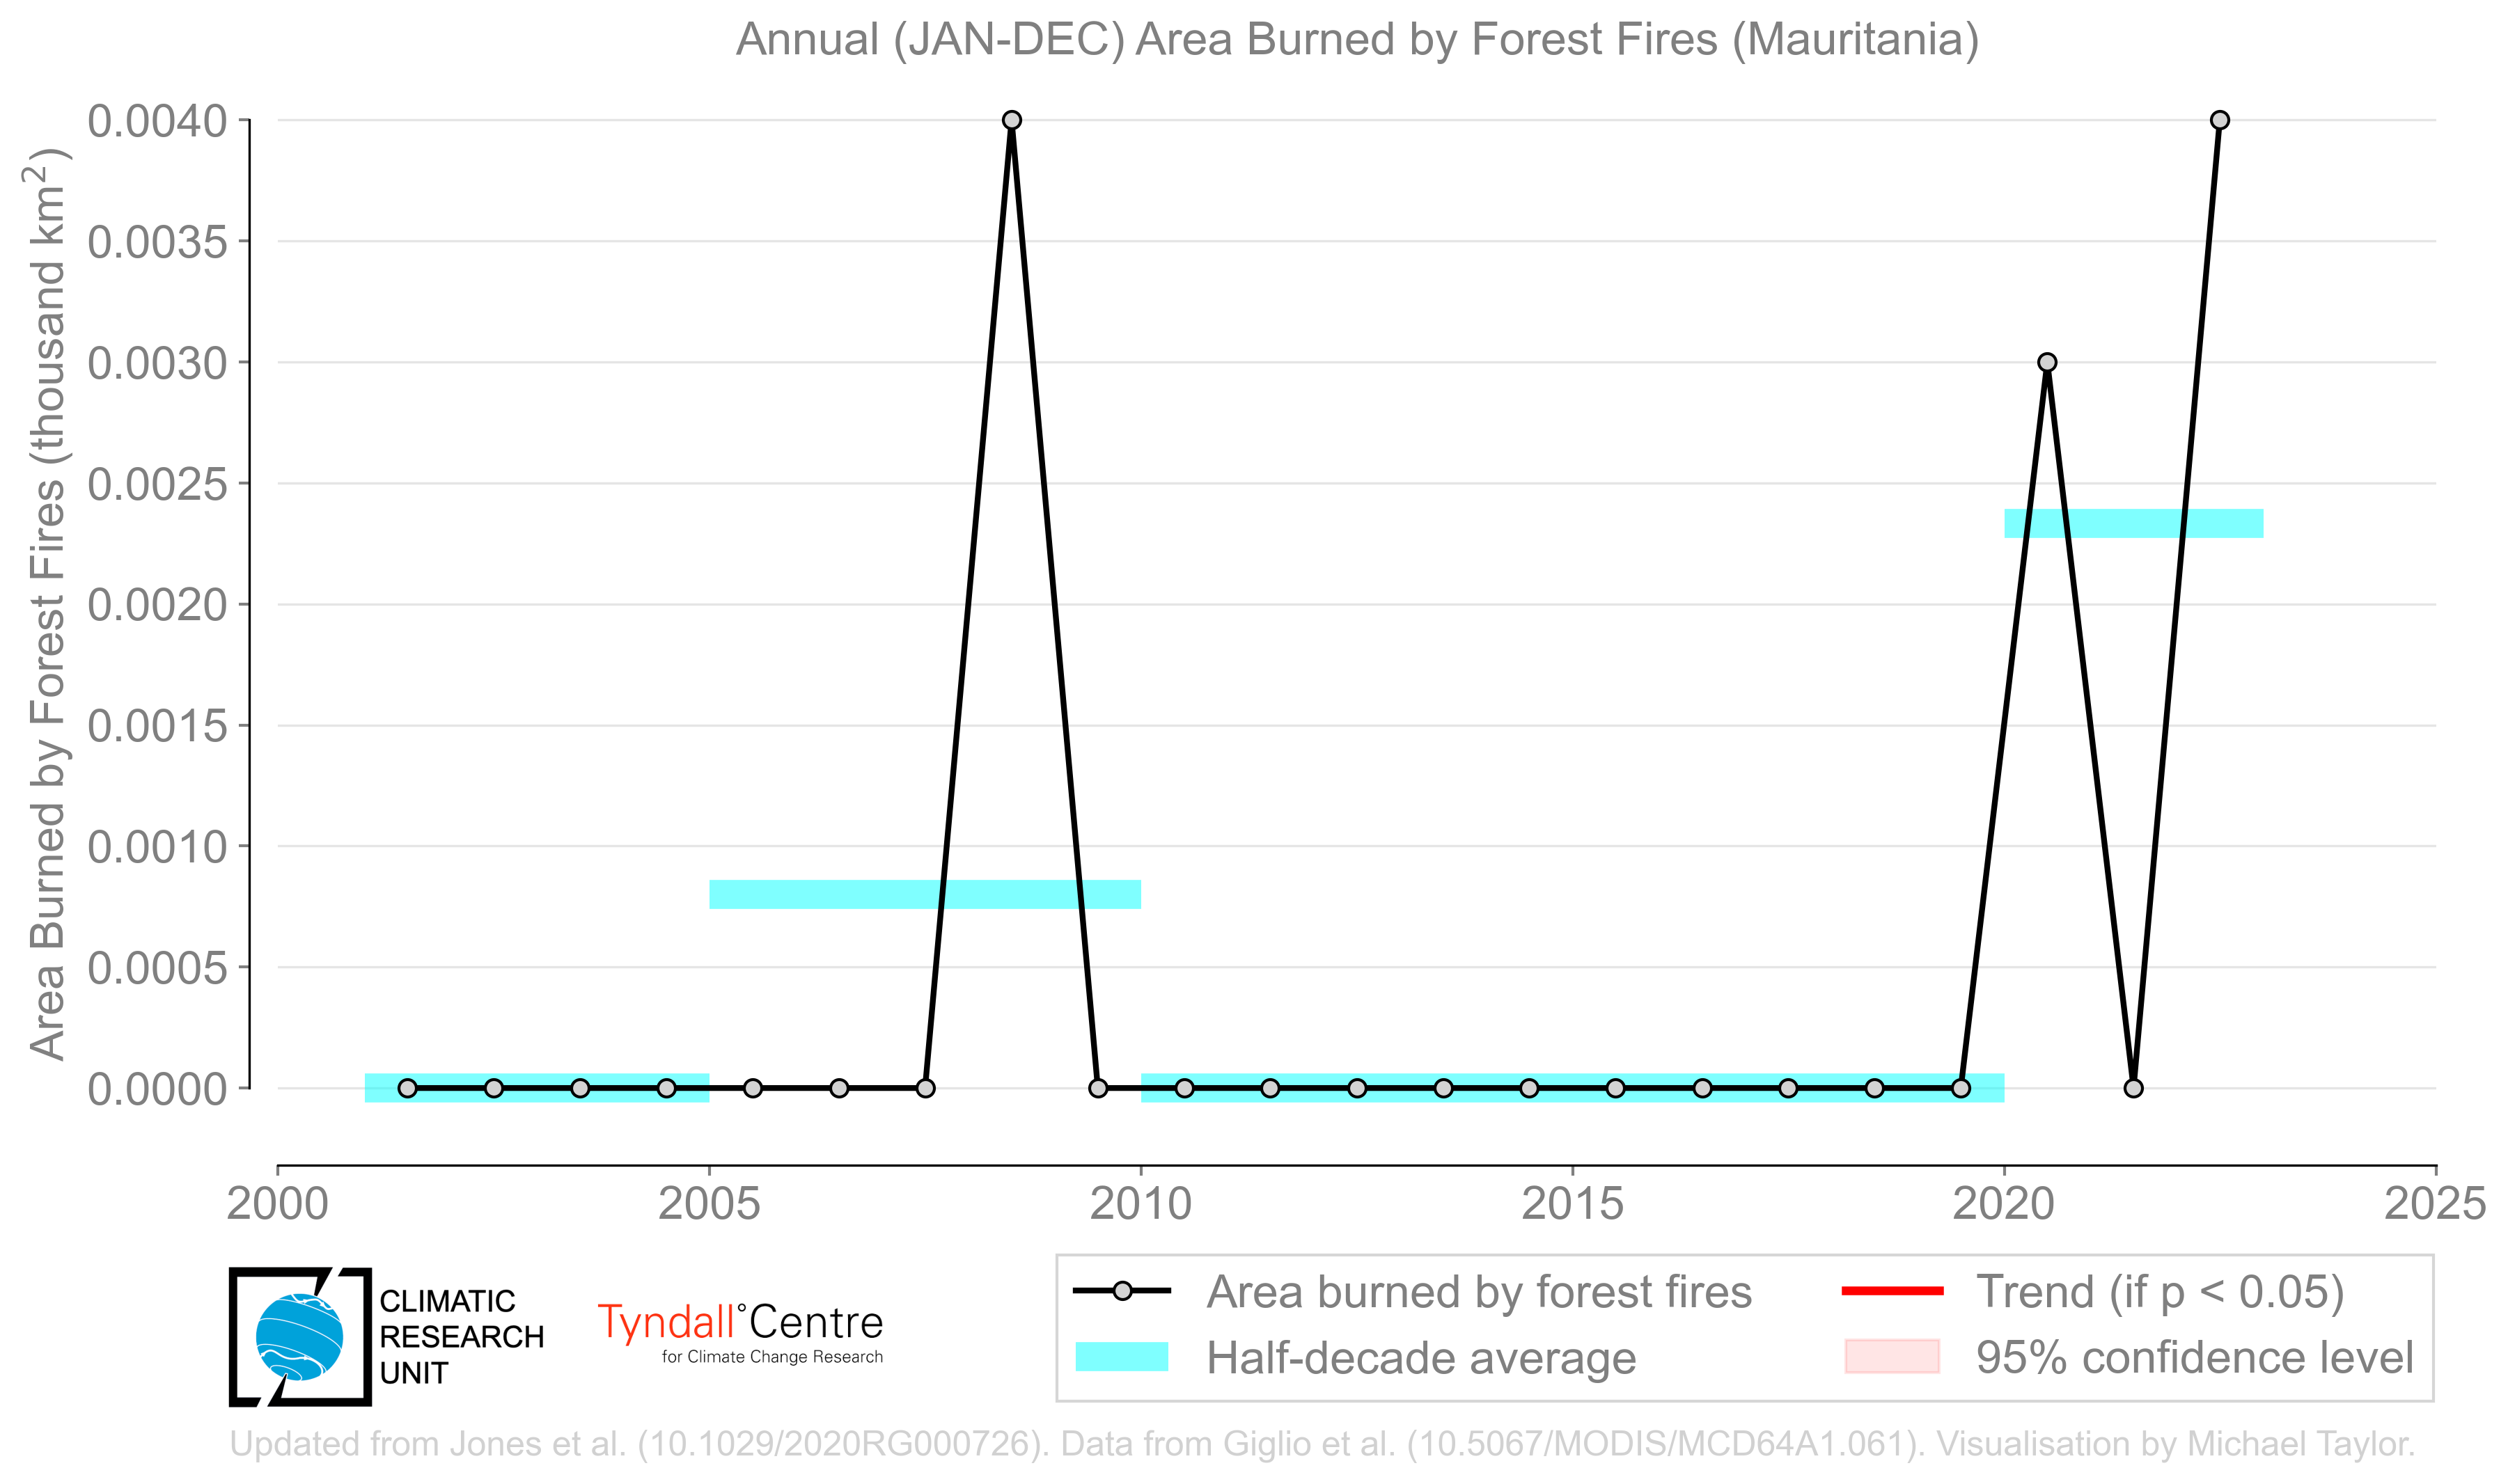 Annual (JAN-DEC) Area Burned by Forest Fires (Mauritania)
Area Burned by Forest Fires (thousand km²)
0.0040
0.0035
0.0030
0.0025
0.0020
0.0015
0.0010
0.0005
0.0000
2000 2005 2010 2015 2020 2025
CLIMATIC
RESEARCH
UNIT
Tyndall°Centre
for Climate Change Research
Area burned by forest fires
Half-decade average
Trend (if p < 0.05)
95% confidence level
Updated from Jones et al. (10.1029/2020RG000726). Data from Giglio et al. (10.5067/MODIS/MCD64A1.061). Visualisation by Michael Taylor.